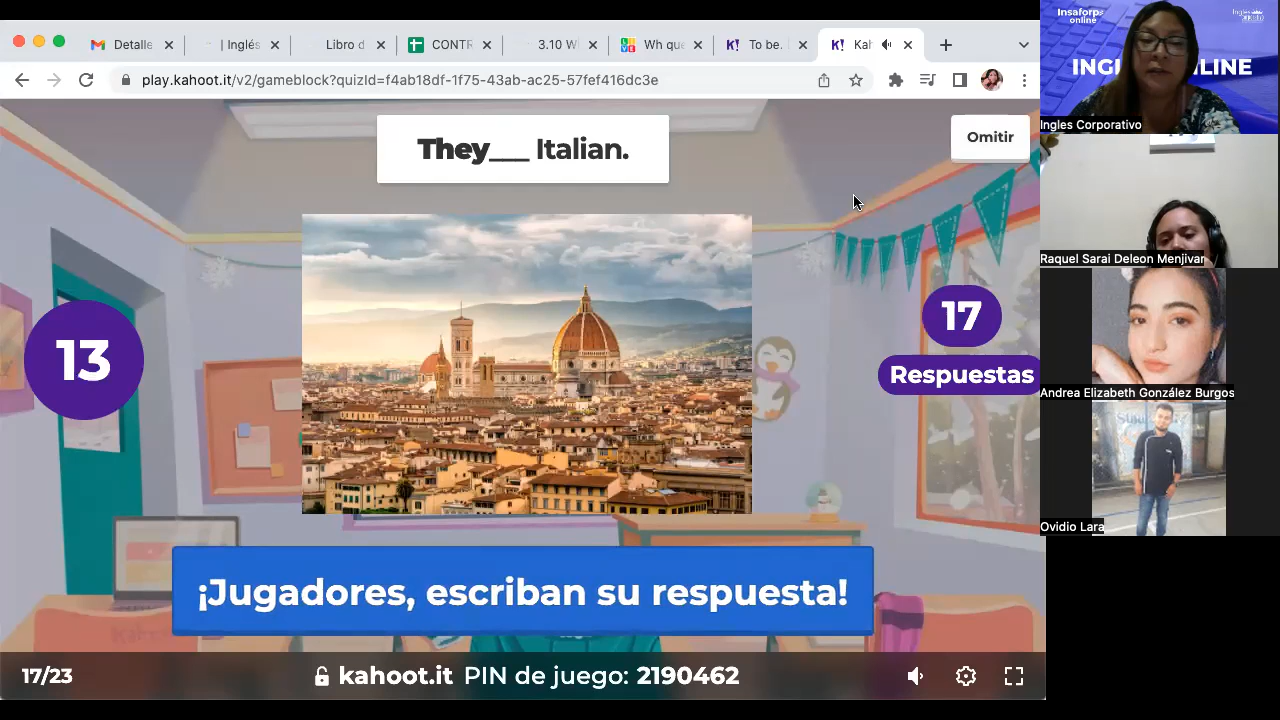 Detalle
| Inglés
Libro d
CONTR
3.10 W
Wh que
To be.
Kah
play.kahoot.it/v2/gameblock?quizId=f4ab18df-1f75-43ab-ac25-57fef416dc3e
They___ Italian.
Omitir
13
17
Respuestas
¡Jugadores, escriban su respuesta!
17/23
kahoot.it PIN de juego: 2190462
Insaforp
online
Ingles Corporativo
Raquel Sarai Deleon Menjivar
Andrea Elizabeth González Burgos
Ovidio Lara